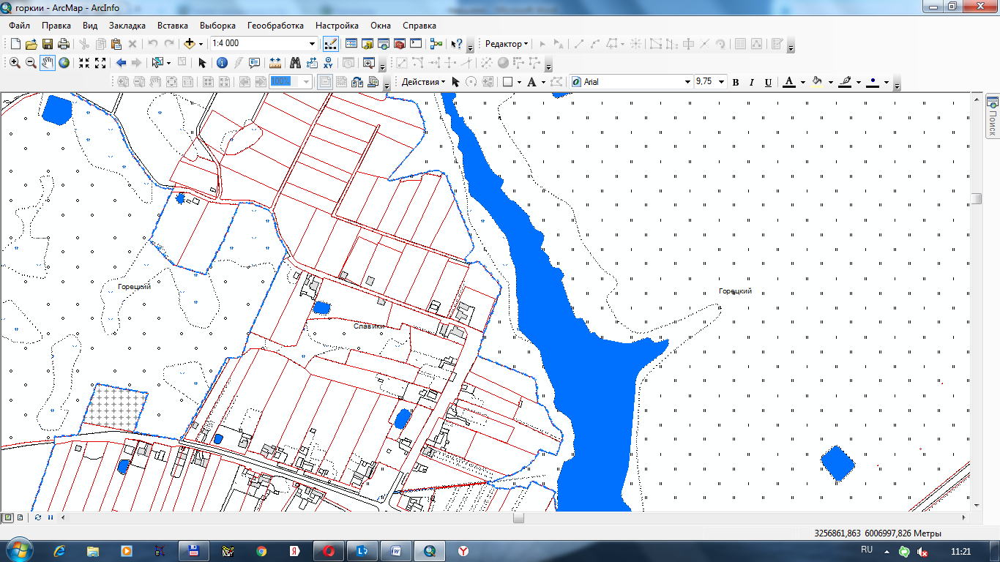 горкии - ArcMap - ArcInfo
Файл Правка Вид Закладка Вставка Выборка Геообработка Настройка Окна Справка
1:4 000 Редактор
100% Действия Arial 9,75 B I U A
Поиск
Горецкий
Горецкий
Славики
3256861,863 6006997,826 Метры
RU 11:21